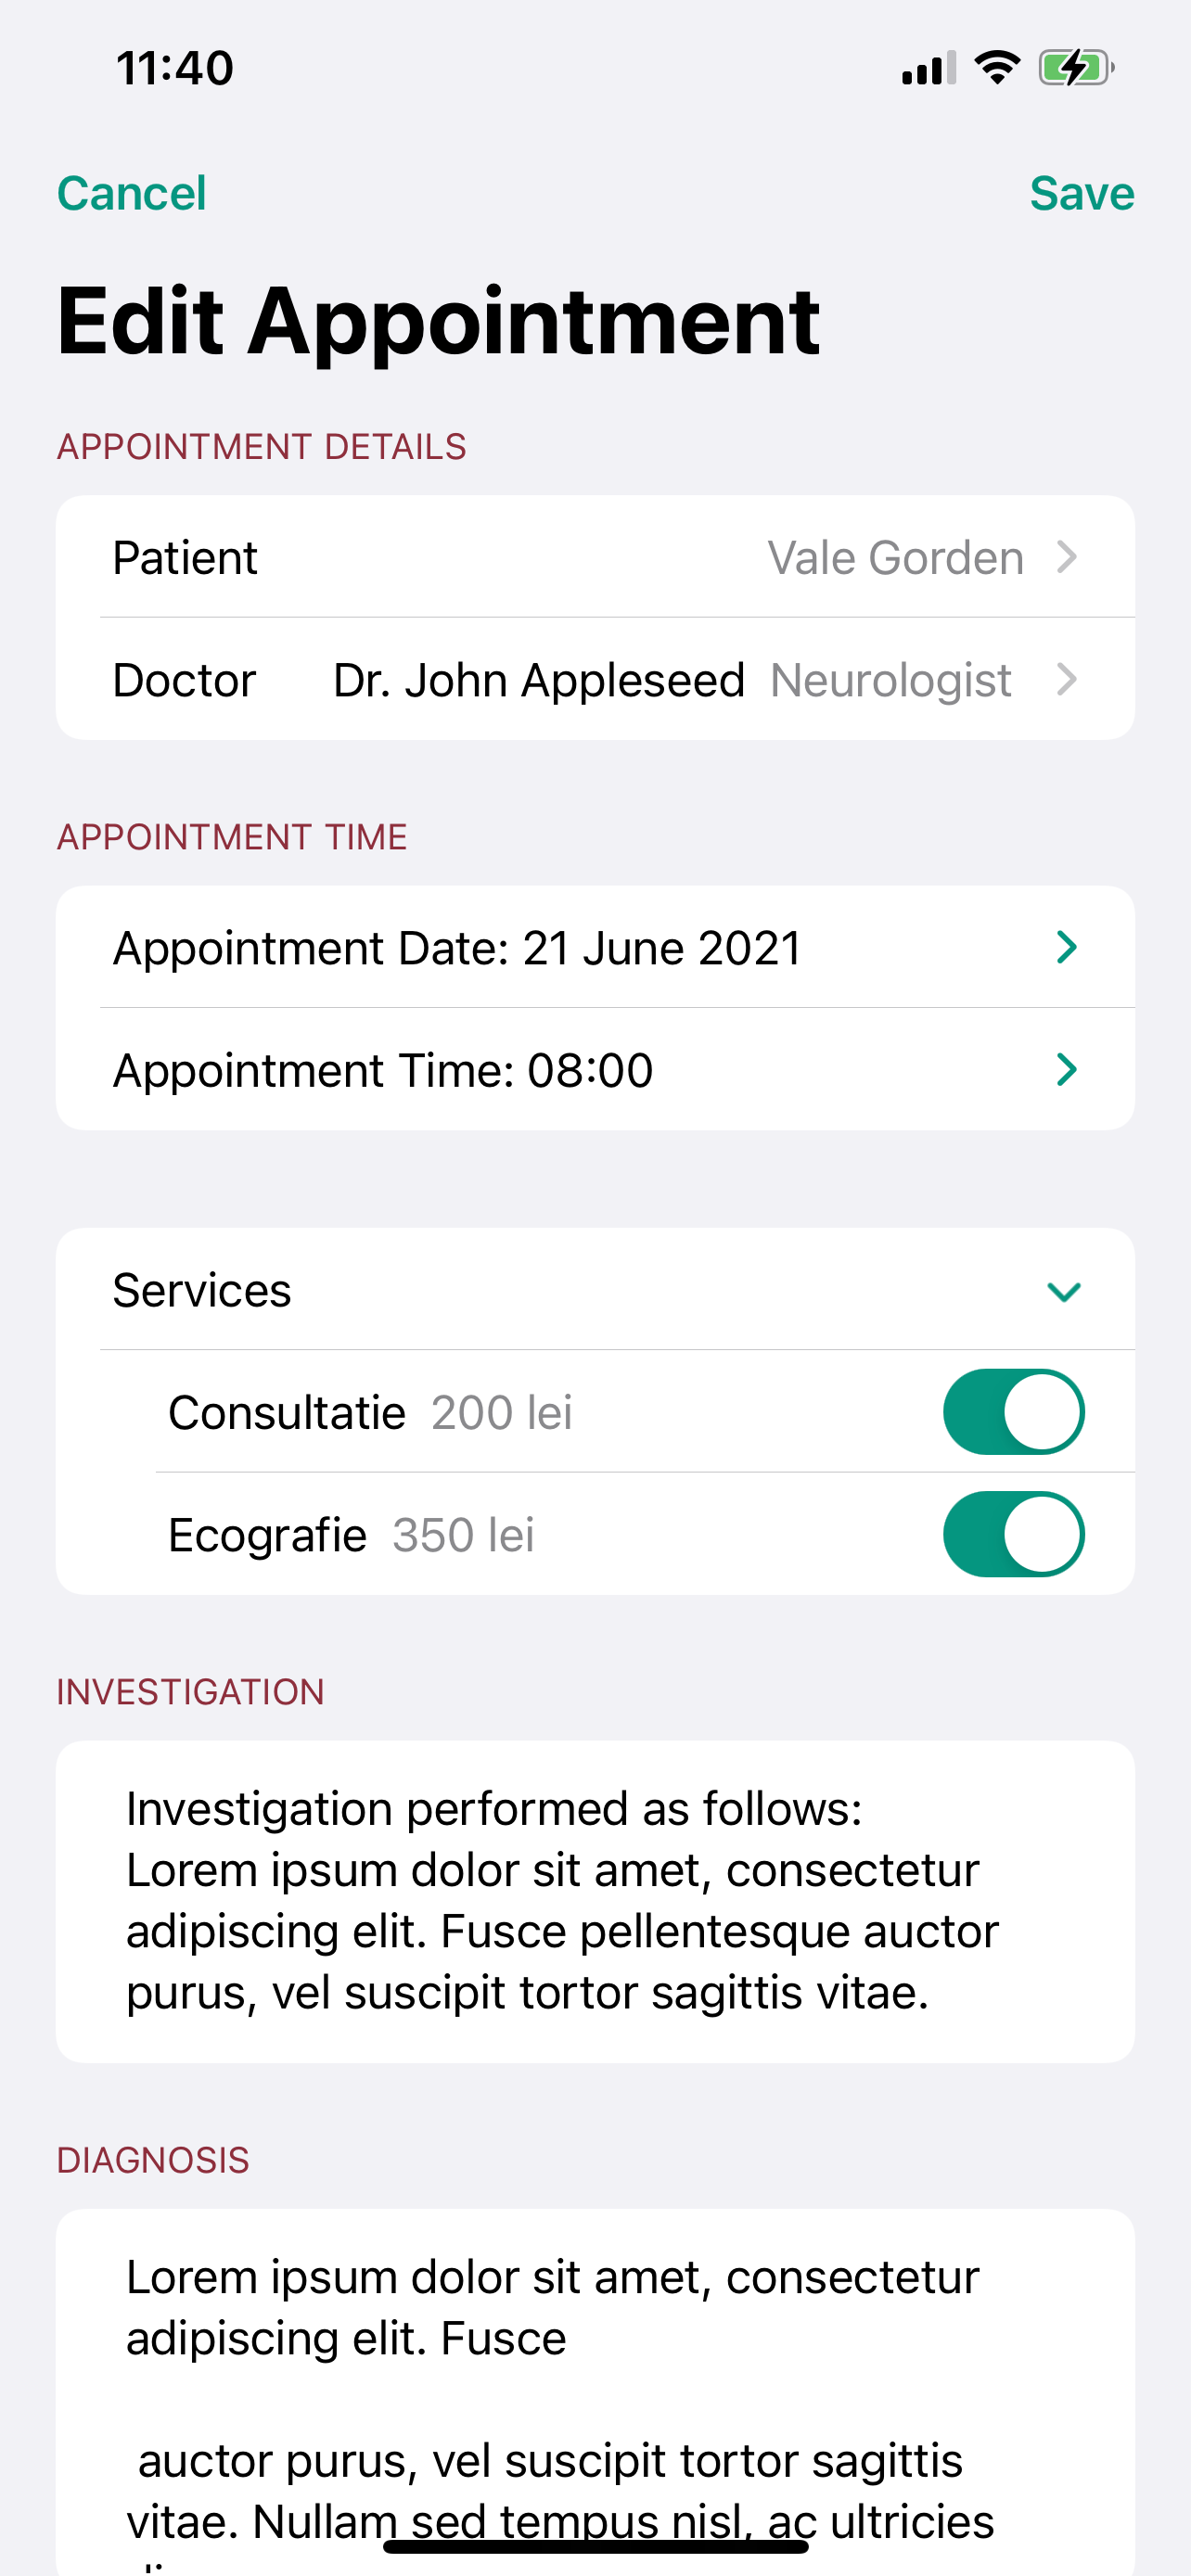 11:40
Cancel
Save
Edit Appointment
APPOINTMENT DETAILS
Patient Vale Gorden
Doctor Dr. John Appleseed Neurologist
APPOINTMENT TIME
Appointment Date: 21 June 2021
Appointment Time: 08:00
Services
Consultatie 200 lei
Ecografie 350 lei
INVESTIGATION
Investigation performed as follows:
Lorem ipsum dolor sit amet, consectetur
adipiscing elit. Fusce pellentesque auctor
purus, vel suscipit tortor sagittis vitae.
DIAGNOSIS
Lorem ipsum dolor sit amet, consectetur
adipiscing elit. Fusce
auctor purus, vel suscipit tortor sagittis
vitae. Nullam sed tempus nisl, ac ultricies